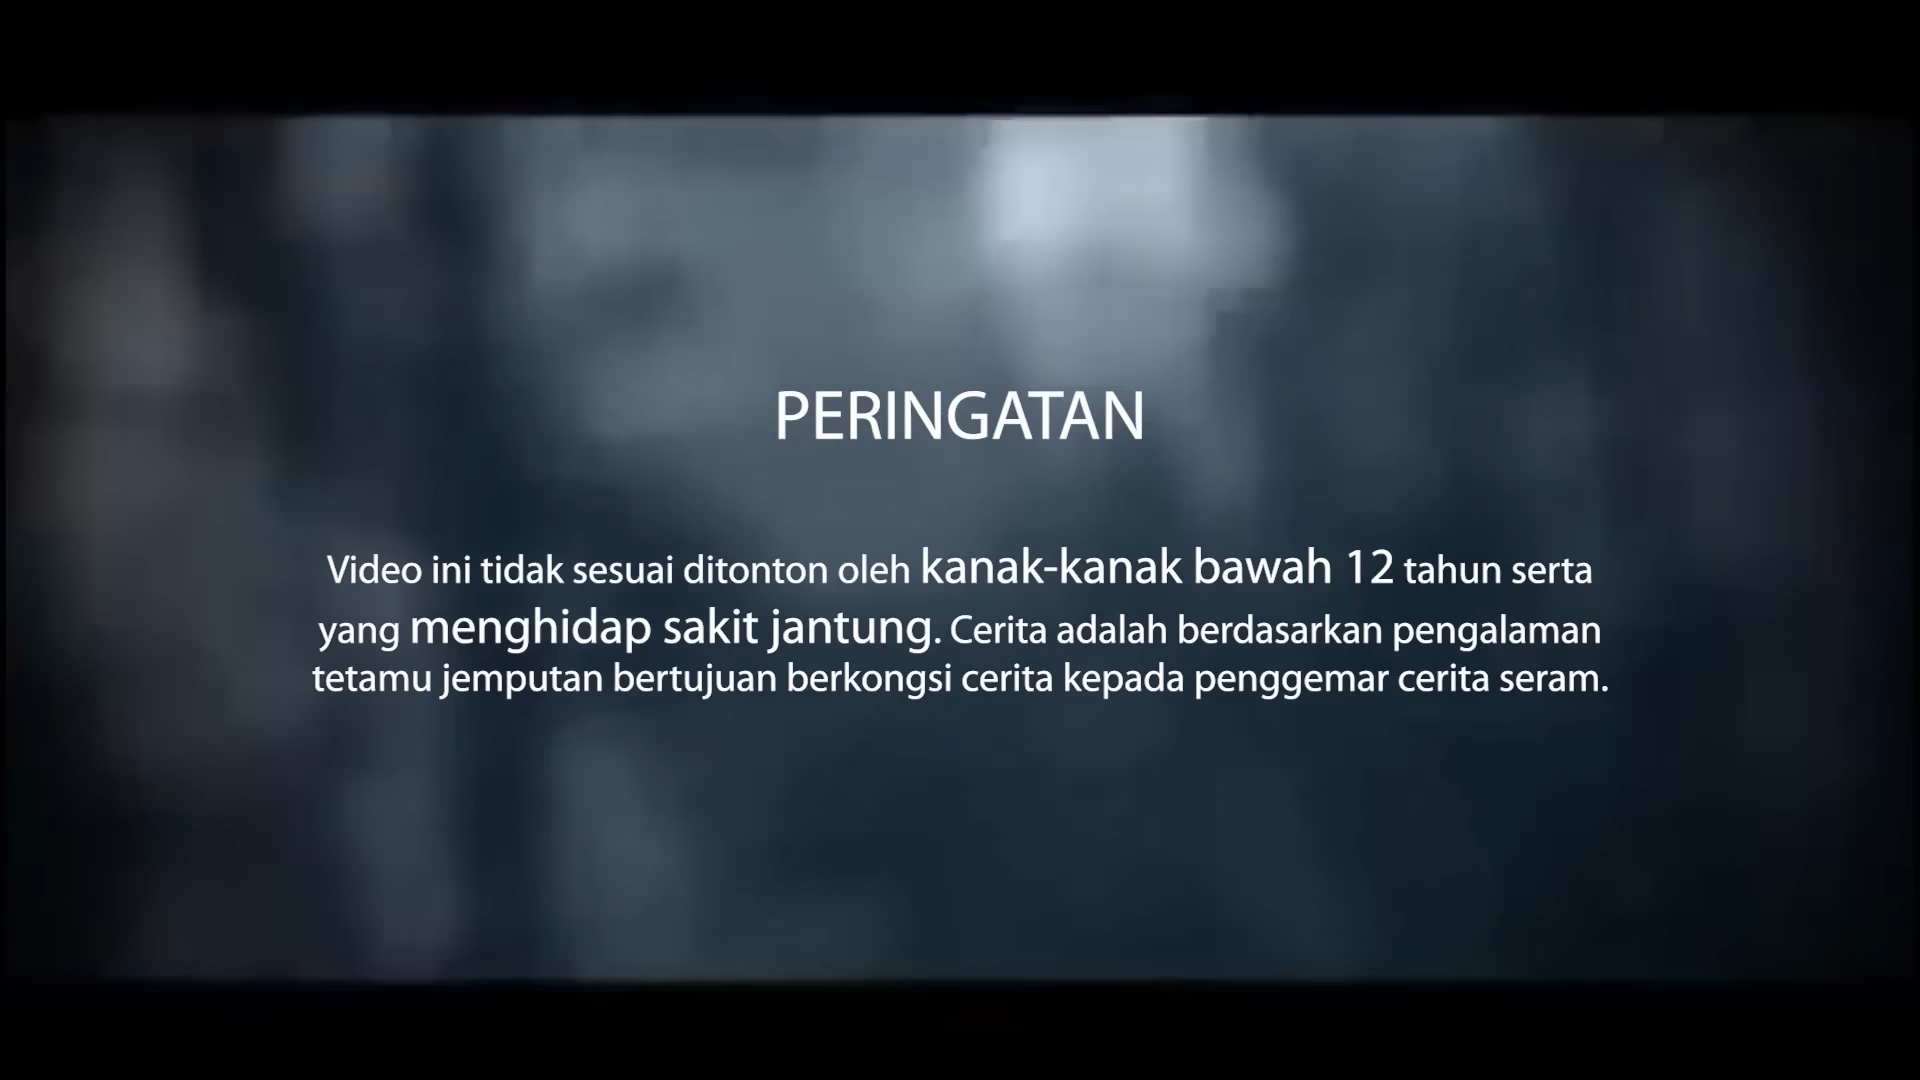 PERINGATAN
Video ini tidak sesuai ditonton oleh kanak-kanak bawah 12 tahun serta
yang menghidap sakit jantung. Cerita adalah berdasarkan pengalaman
tetamu jemputan bertujuan berkongsi cerita kepada penggemar cerita seram.